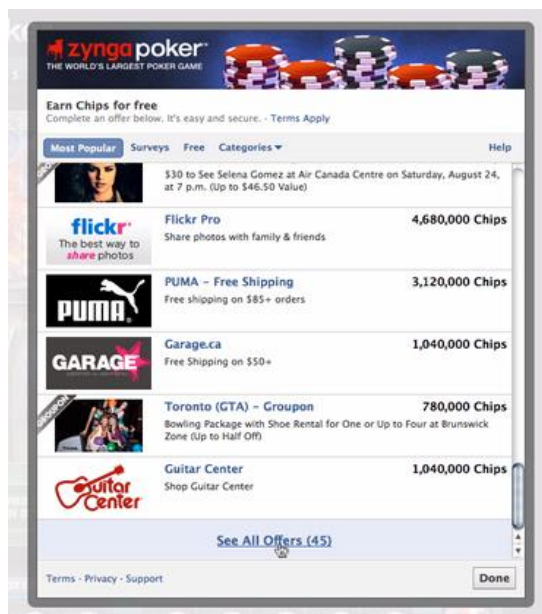 zynga poker
THE WORLD'S LARGEST POKER GAME
Earn Chips for free
Complete an offer below. It's easy and secure. - Terms Apply
Most Popular Surveys Free Categories Help
$30 to See Selena Gomez at Air Canada Centre on Saturday, August 24,
at 7 p.m. (Up to $46.50 Value)
flickr
The best way to
share photos
Flickr Pro 4,680,000 Chips
Share photos with family & friends
PUMA
PUMA – Free Shipping 3,120,000 Chips
Free shipping on $85+ orders
GARAGE
Garage.ca 1,040,000 Chips
Free Shipping on $50+
GROUPON
Toronto (GTA) – Groupon 780,000 Chips
Bowling Package with Shoe Rental for One or Up to Four at Brunswick
Zone (Up to Half Off)
Guitar
Center
Guitar Center 1,040,000 Chips
Shop Guitar Center
See All Offers (45)
Terms - Privacy - Support Done